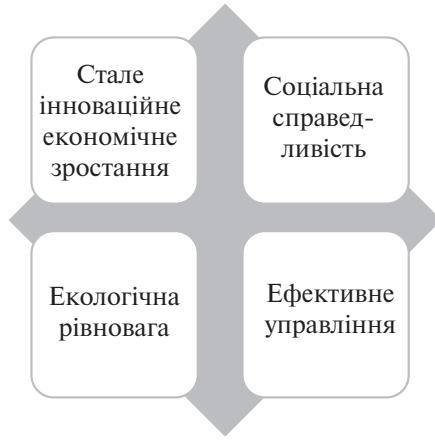 Стале
інноваційне
економічне
зростання
Соціальна
справед-
ливість
Екологічна
рівновага
Ефективне
управління